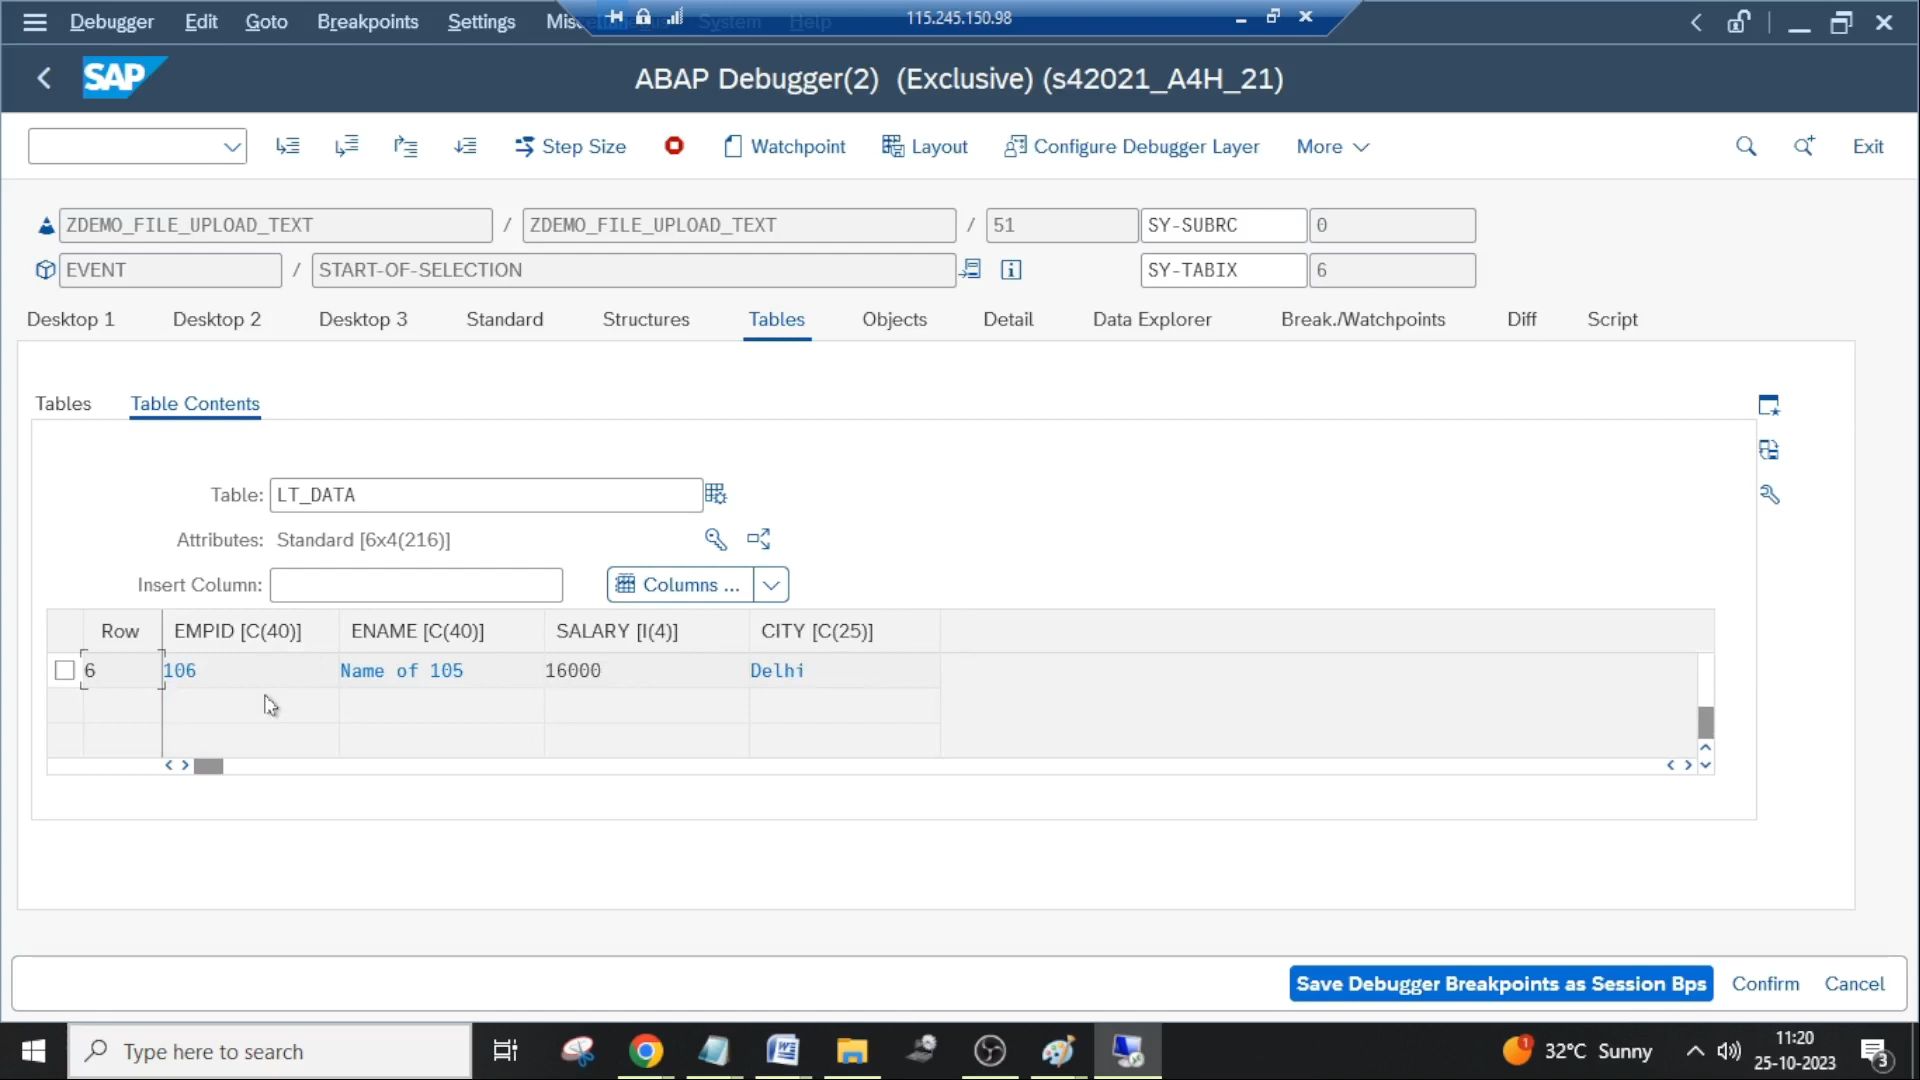 Debugger Edit Goto Breakpoints Settings System Help
115.245.150.98
SAP ABAP Debugger(2) (Exclusive) (s42021_A4H_21)
Step Size Watchpoint Layout Configure Debugger Layer More Exit
ZDEMO_FILE_UPLOAD_TEXT / ZDEMO_FILE_UPLOAD_TEXT / 51 SY-SUBRC 0
EVENT / START-OF-SELECTION SY-TABIX 6
Desktop 1 Desktop 2 Desktop 3 Standard Structures Tables Objects Detail Data Explorer Break./Watchpoints Diff Script
Tables Table Contents
Table: LT_DATA
Attributes: Standard [6x4(216)]
Insert Column: Columns ...
Row EMPID [C(40)] ENAME [C(40)] SALARY [I(4)] CITY [C(25)]
6 106 Name of 105 16000 Delhi
Save Debugger Breakpoints as Session Bps Confirm Cancel
Type here to search 1 32°C Sunny 11:20
25-10-2023 3